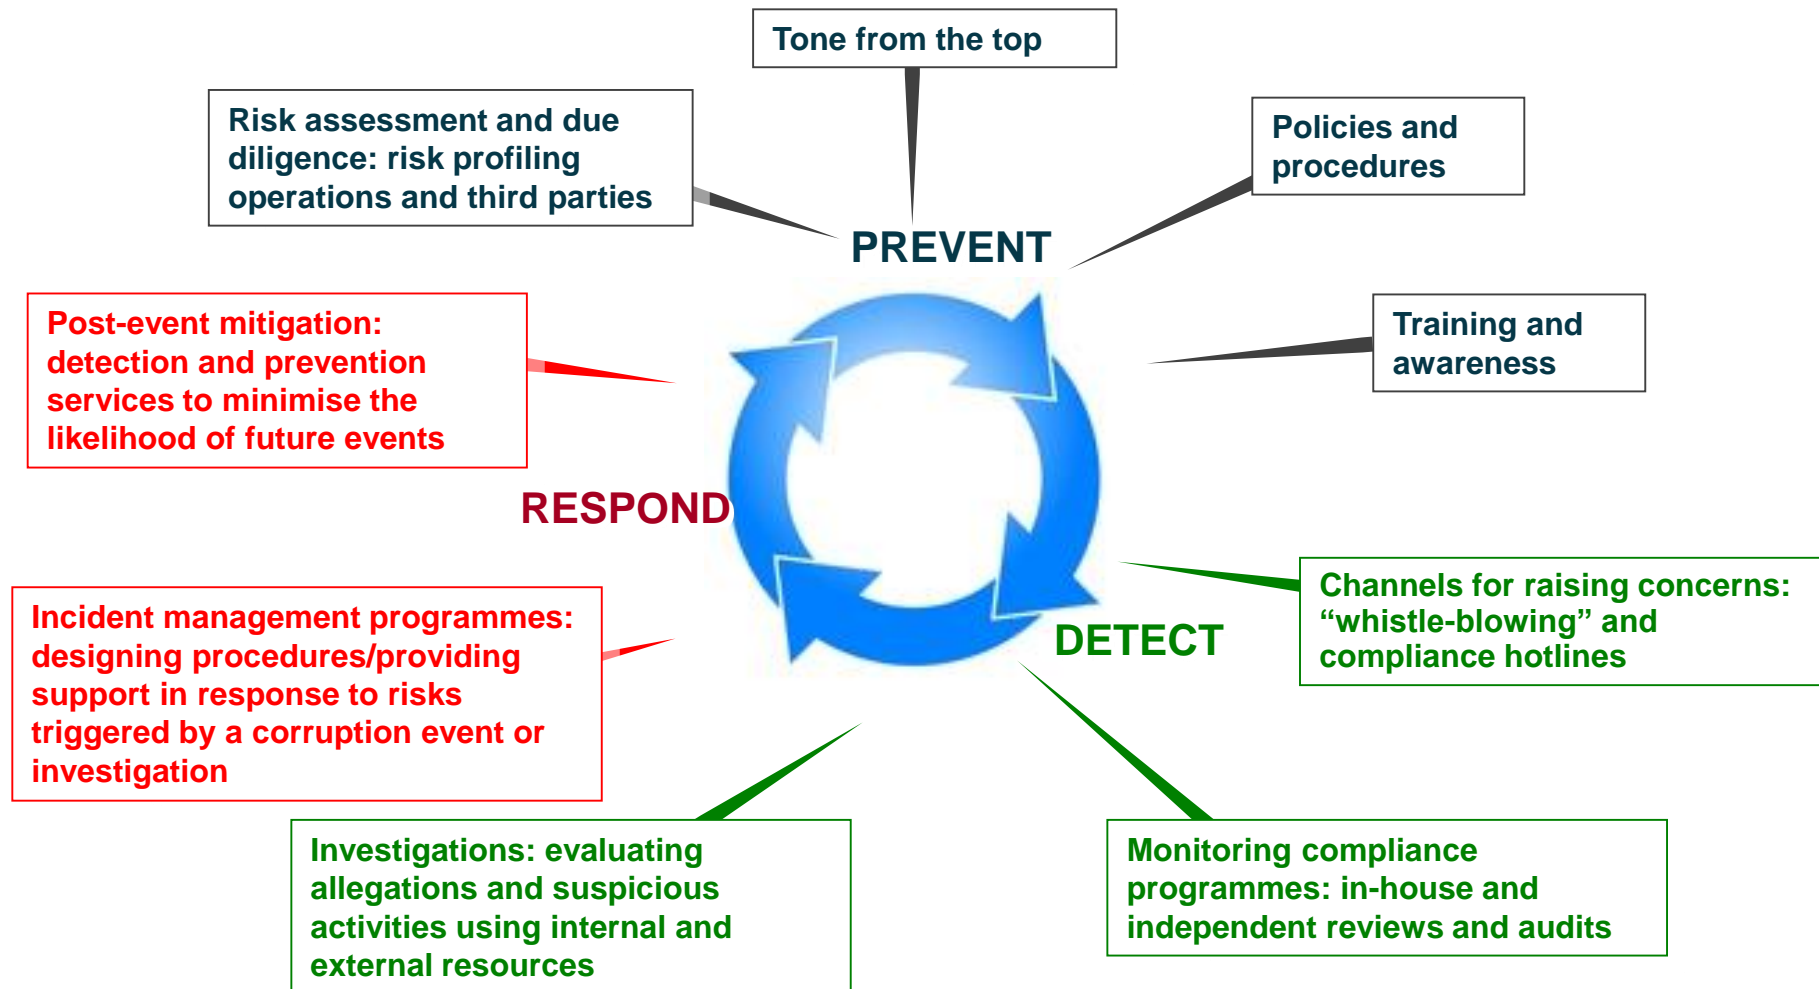 Tone from the top
Risk assessment and due
diligence: risk profiling
operations and third parties
Policies and
procedures
PREVENT
Post-event mitigation:
detection and prevention
services to minimise the
likelihood of future events
Training and
awareness
RESPOND
Channels for raising concerns:
“whistle-blowing” and
compliance hotlines
DETECT
Incident management programmes:
designing procedures/providing
support in response to risks
triggered by a corruption event or
investigation
Investigations: evaluating
allegations and suspicious
activities using internal and
external resources
Monitoring compliance
programmes: in-house and
independent reviews and audits